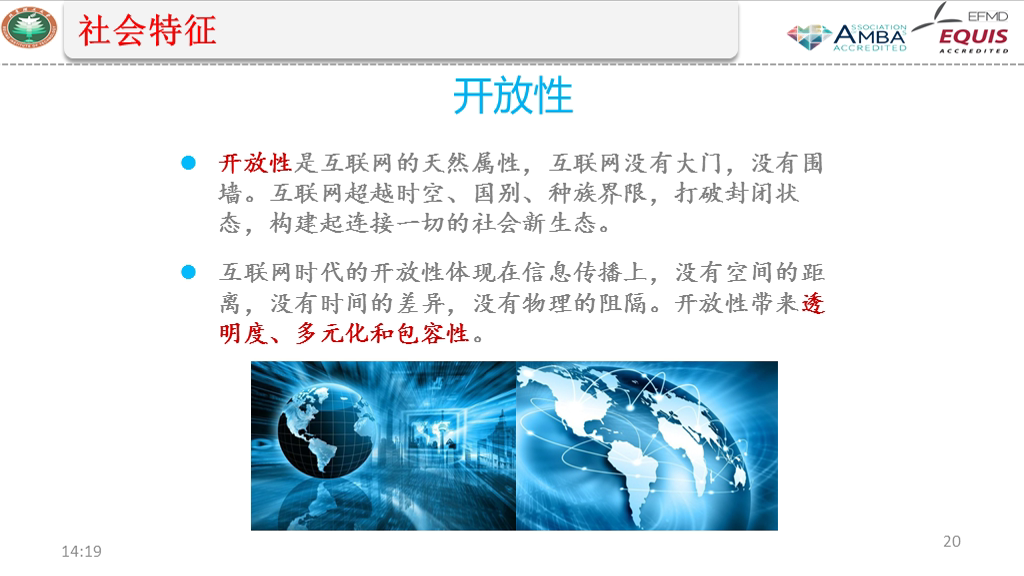 社会特征
ASSOCIATION
AMBA
ACCREDITED
EFMD
EQUIS
ACCREDITED
开放性
开放性是互联网的天然属性，互联网没有大门，没有围
墙。互联网超越时空、国别、种族界限，打破封闭状
态，构建起连接一切的社会新生态。
互联网时代的开放性体现在信息传播上，没有空间的距
离，没有时间的差异，没有物理的阻隔。开放性带来透
明度、多元化和包容性。
14:19
20